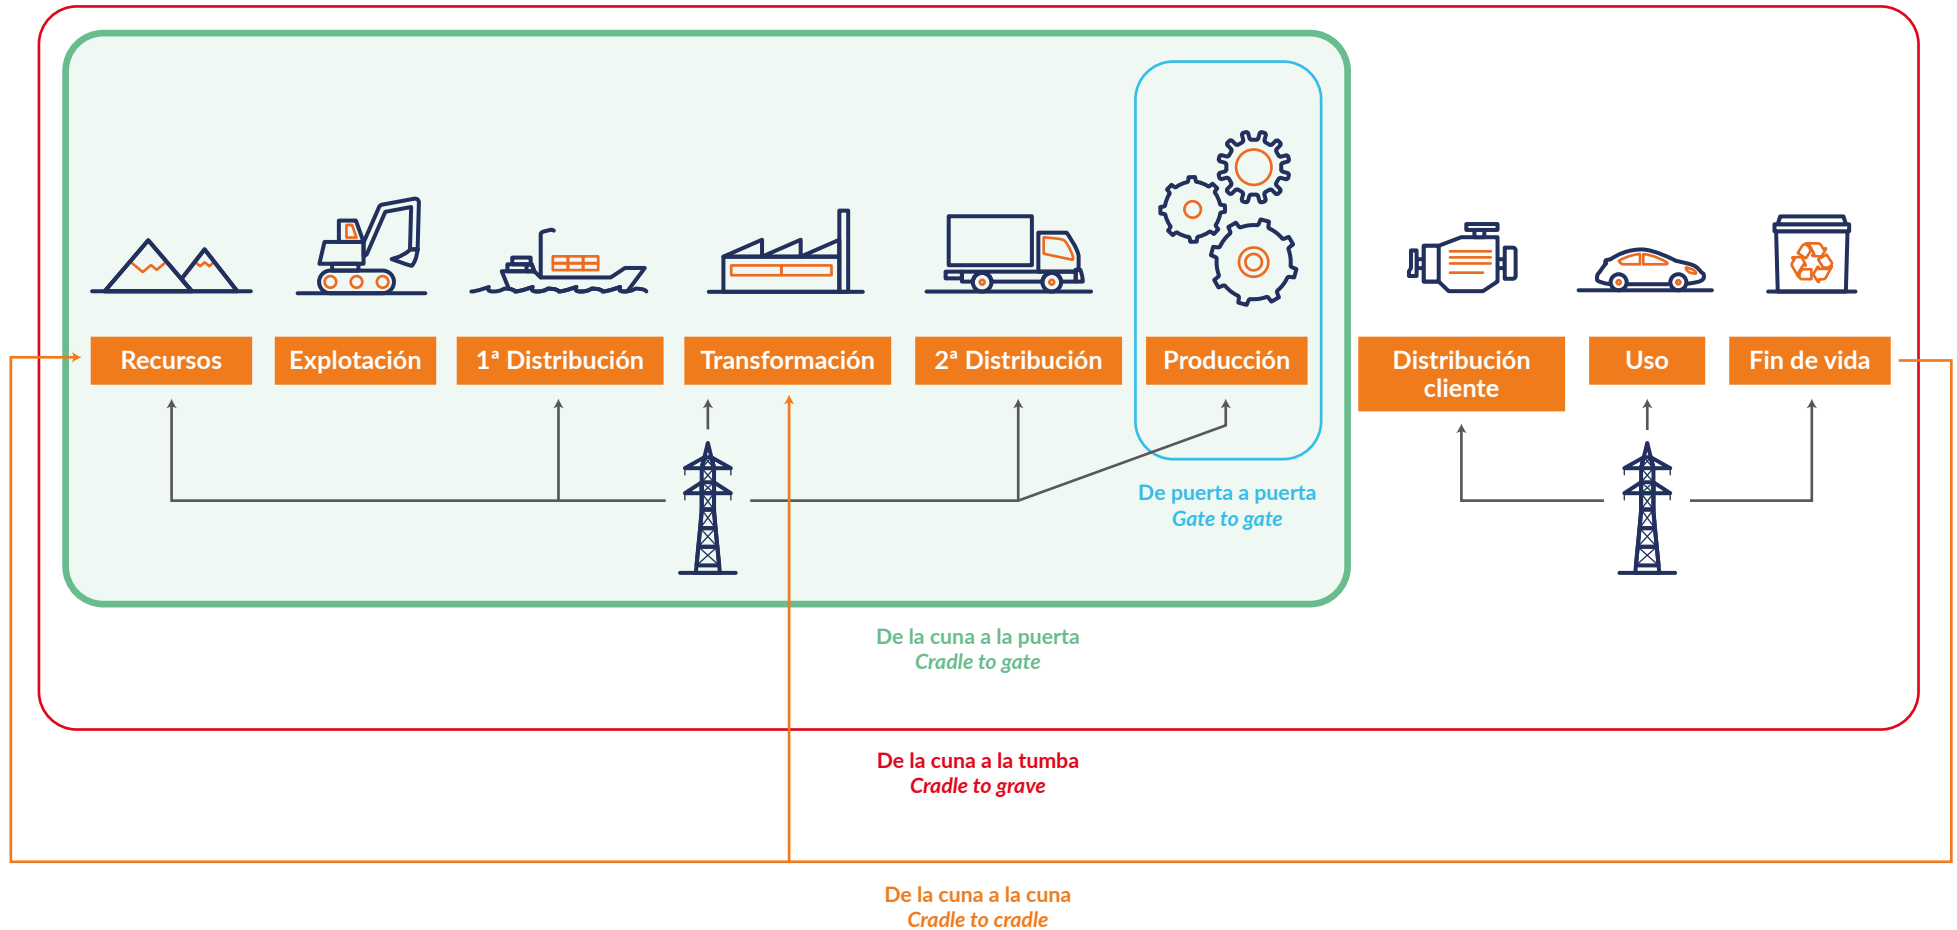 Recursos
Explotación
1ª Distribución
Transformación
2ª Distribución
Producción
Distribución
cliente
Uso
Fin de vida
De puerta a puerta
Gate to gate
De la cuna a la puerta
Cradle to gate
De la cuna a la tumba
Cradle to grave
De la cuna a la cuna
Cradle to cradle